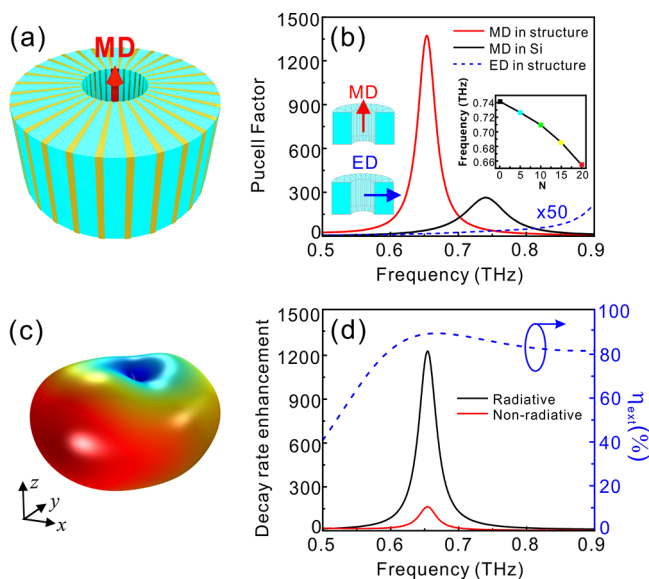 (a)
MD
(b)
1500
1200
900
600
300
0
Pucell Factor
MD in structure
MD in Si
ED in structure
MD
ED
Frequency (THz)
0.74
0.72
0.70
0.68
0.66
0 5 10 15 20
N
x50
0.5 0.6 0.7 0.8 0.9
Frequency (THz)
(c)
z
y
x
(d)
1500
1200
900
600
300
0
Decay rate enhancement
Radiative
Non-radiative
100
80
60
40
20
0
ηext(%)
0.5 0.6 0.7 0.8 0.9
Frequency (THz)